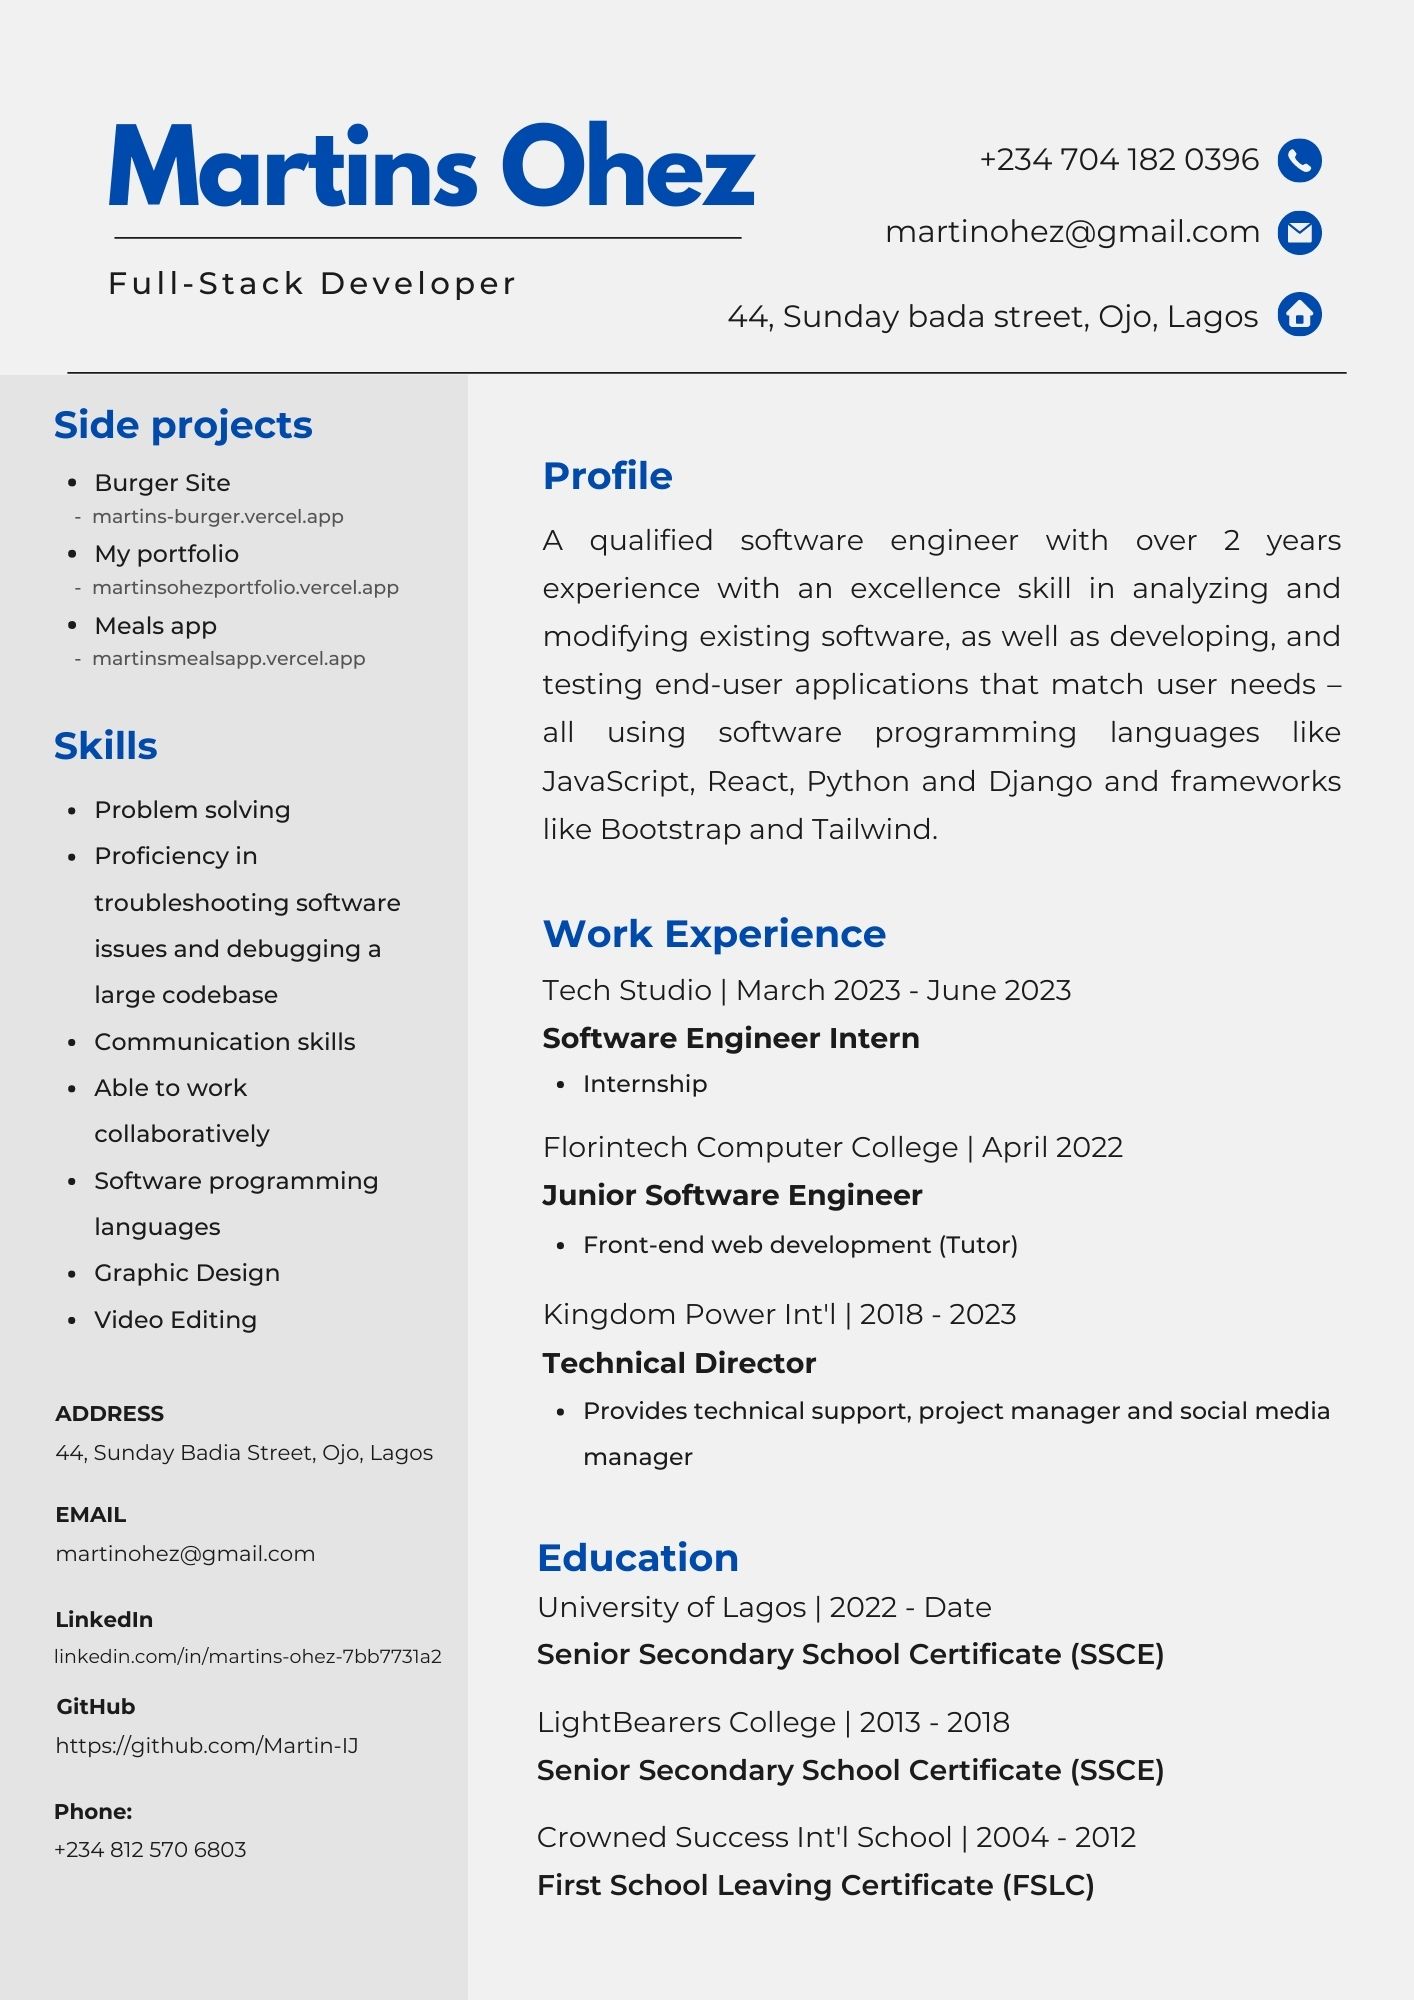 Martins Ohez
Full-Stack Developer
+234 704 182 0396
martinohez@gmail.com
44, Sunday bada street, Ojo, Lagos
Side projects
• Burger Site
- martins-burger.vercel.app
• My portfolio
- martinsohezportfolio.vercel.app
• Meals app
- martinsmealsapp.vercel.app
Skills
• Problem solving
• Proficiency in
troubleshooting software
issues and debugging a
large codebase
• Communication skills
• Able to work
collaboratively
• Software programming
languages
• Graphic Design
• Video Editing
ADDRESS
44, Sunday Badia Street, Ojo, Lagos
EMAIL
martinohez@gmail.com
LinkedIn
linkedin.com/in/martins-ohez-7bb7731a2
GitHub
https://github.com/Martin-IJ
Phone:
+234 812 570 6803
Profile
A qualified software engineer with over 2 years
experience with an excellence skill in analyzing and
modifying existing software, as well as developing, and
testing end-user applications that match user needs –
all using software programming languages like
JavaScript, React, Python and Django and frameworks
like Bootstrap and Tailwind.
Work Experience
Tech Studio | March 2023 - June 2023
Software Engineer Intern
• Internship
Florintech Computer College | April 2022
Junior Software Engineer
• Front-end web development (Tutor)
Kingdom Power Int'l | 2018 - 2023
Technical Director
• Provides technical support, project manager and social media
manager
Education
University of Lagos | 2022 - Date
Senior Secondary School Certificate (SSCE)
LightBearers College | 2013 - 2018
Senior Secondary School Certificate (SSCE)
Crowned Success Int'l School | 2004 - 2012
First School Leaving Certificate (FSLC)